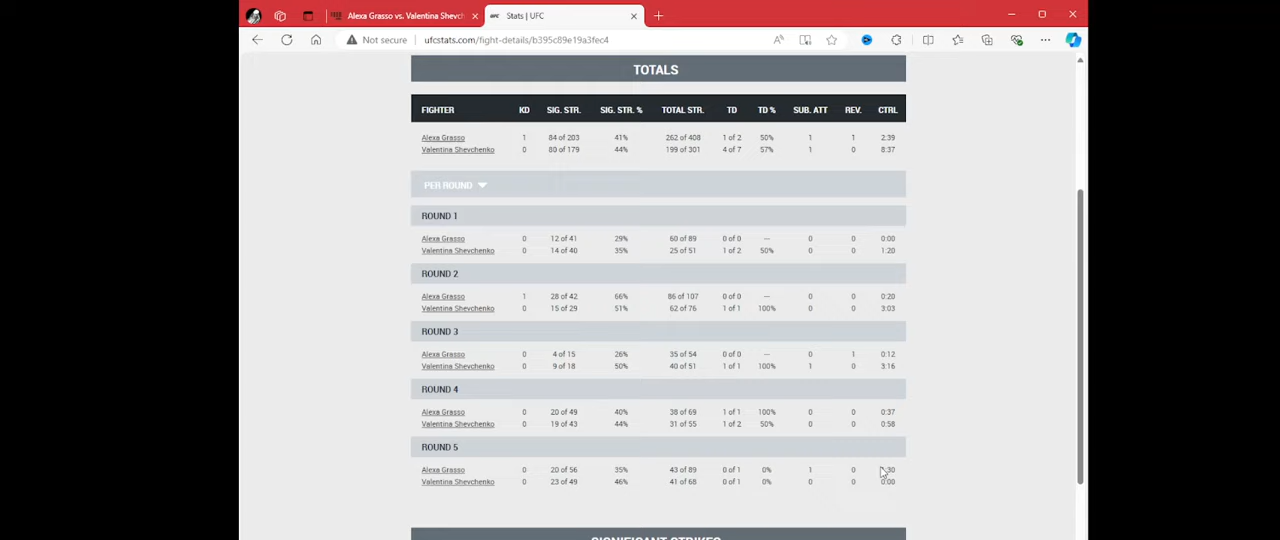 Alexa Grasso vs. Valentina Shevch
Stats | UFC
Not secure ufcstats.com/fight-details/b395c89e19a3fec4
TOTALS
FIGHTER KD SIG. STR. SIG. STR. % TOTAL STR. TD TD % SUB. ATT REV. CTRL
Alexa Grasso 1 84 of 203 41% 262 of 408 1 of 2 50% 1 1 2:39
Valentina Shevchenko 0 80 of 179 44% 199 of 301 4 of 7 57% 1 0 8:37
PER ROUND
ROUND 1
Alexa Grasso 0 12 of 41 29% 60 of 89 0 of 0 --- 0 0 0:00
Valentina Shevchenko 0 14 of 40 35% 25 of 51 1 of 2 50% 0 0 1:20
ROUND 2
Alexa Grasso 1 28 of 42 66% 86 of 107 0 of 0 --- 0 0 0:20
Valentina Shevchenko 0 15 of 29 51% 62 of 76 1 of 1 100% 0 0 3:03
ROUND 3
Alexa Grasso 0 4 of 15 26% 35 of 54 0 of 0 --- 0 1 0:12
Valentina Shevchenko 0 9 of 18 50% 40 of 51 1 of 1 100% 1 0 3:16
ROUND 4
Alexa Grasso 0 20 of 49 40% 38 of 69 1 of 1 100% 0 0 0:37
Valentina Shevchenko 0 19 of 43 44% 31 of 55 1 of 2 50% 0 0 0:58
ROUND 5
Alexa Grasso 0 20 of 56 35% 43 of 89 0 of 1 0% 1 0 :30
Valentina Shevchenko 0 23 of 49 46% 41 of 68 0 of 1 0% 0 0 0:00
SIGNIFICANT STRIKES